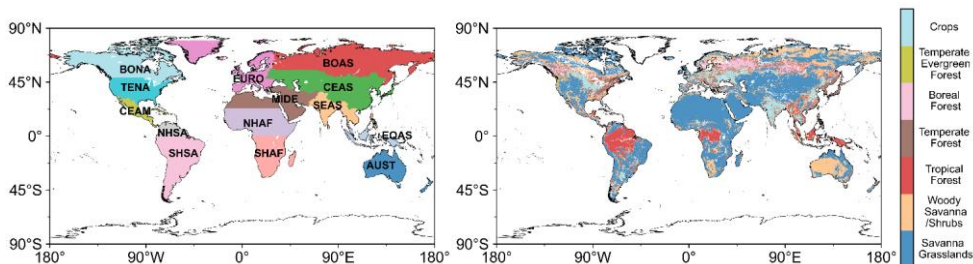 90°N
45°N
0°
45°S
90°S
180°
90°W
0°
90°E
180°
BONA
TENA
CEAM
NHSA
SHSA
EURO
MIDE
NHAF
SHAF
BOAS
CEAS
SEAS
EQAS
AUST
90°N
45°N
0°
45°S
90°S
180°
90°W
0°
90°E
180°
Crops
Temperate
Evergreen
Forest
Boreal
Forest
Temperate
Forest
Tropical
Forest
Woody
Savanna
/Shrubs
Savanna
Grasslands